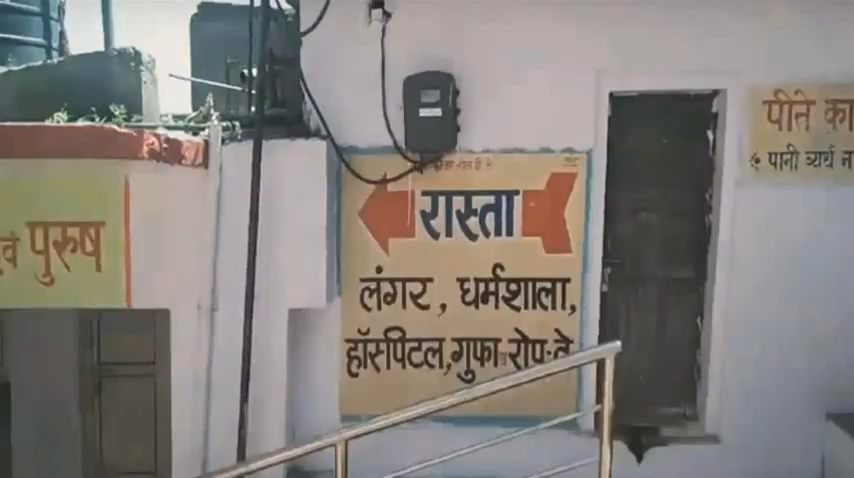 पुरुष
रास्ता
लंगर, धर्मशाला,
हॉस्पिटल, गुफा रोप-वे
पीने का
पानी व्यर्थ न